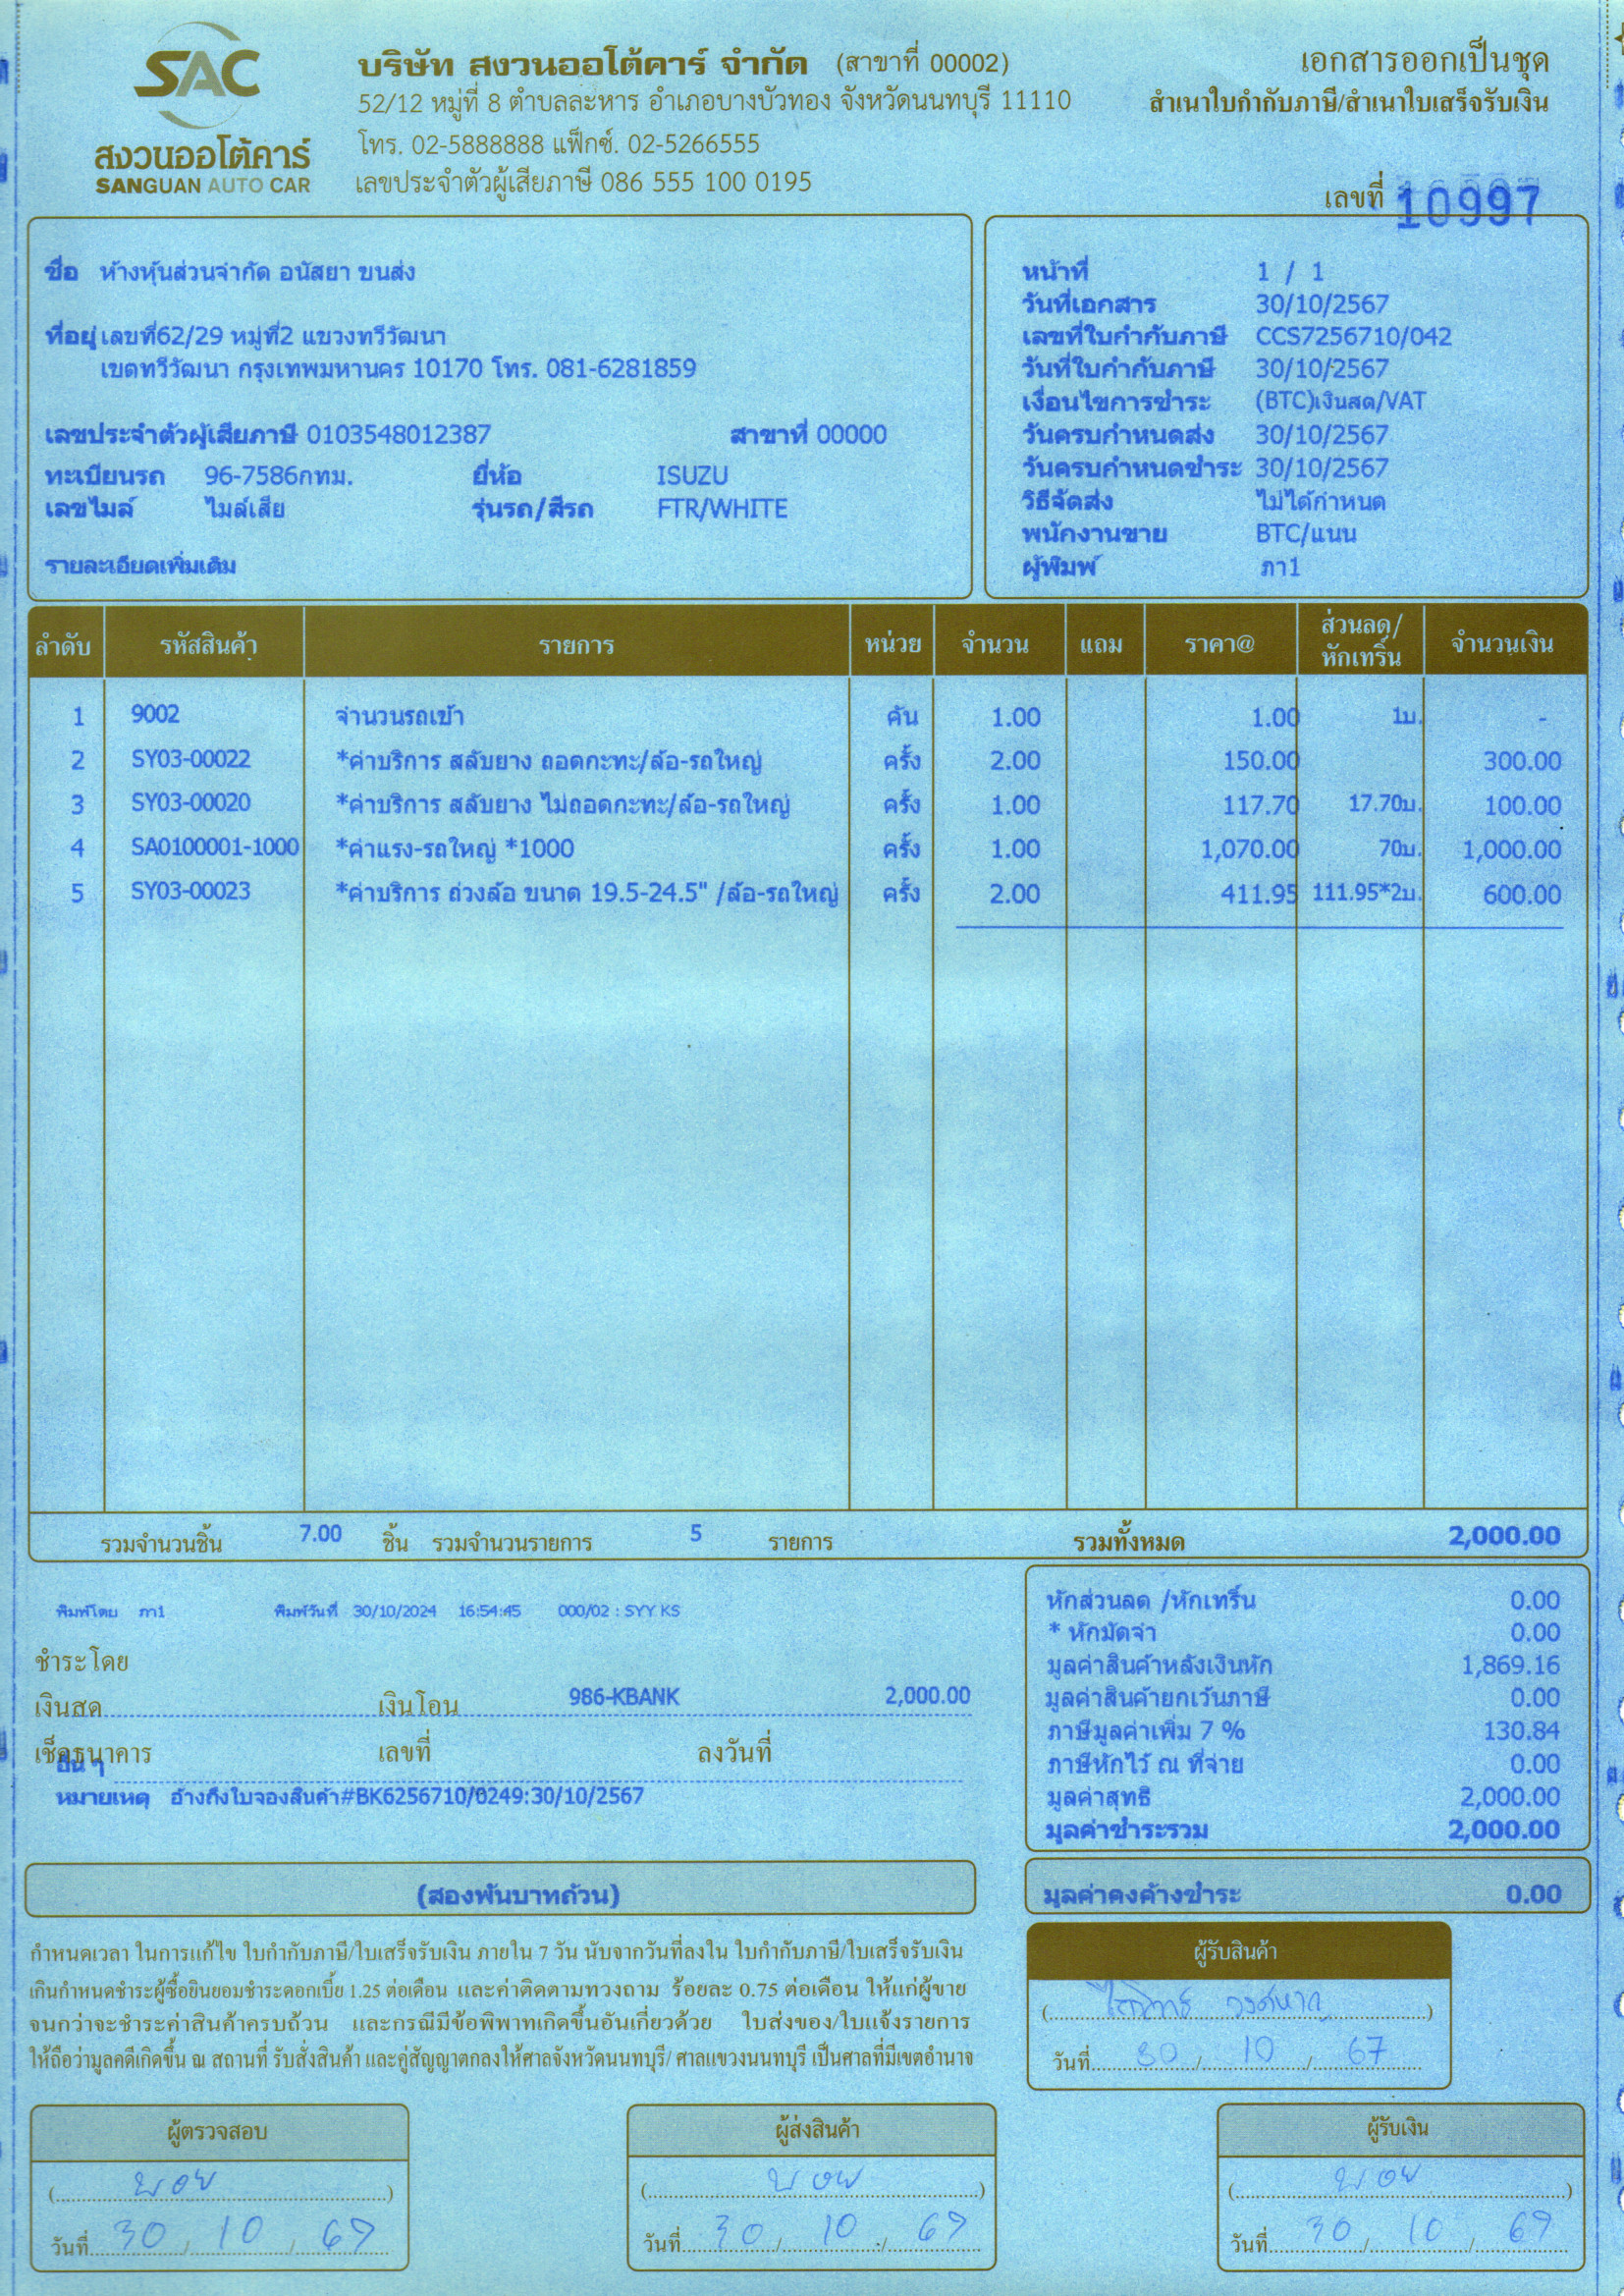 SAC
สงวนออโต้คาร์
SANGUAN AUTO CAR
บริษัท สงวนออโต้คาร์ จำกัด (สาขาที่ 00002)
52/12 หมู่ที่ 8 ตำบลละหาร อำเภอบางบัวทอง จังหวัดนนทบุรี 11110
โทร. 02-5888888 แฟ็กซ์. 02-5266555
เลขประจำตัวผู้เสียภาษี 086 555 100 0195
เอกสารออกเป็นชุด
สำเนาใบกำกับภาษี/สำเนาใบเสร็จรับเงิน
เลขที่ 10997
ชื่อ ห้างหุ้นส่วนจำกัด อนัสยา ขนส่ง
ที่อยู่ เลขที่62/29 หมู่ที่2 แขวงทวีวัฒนา
เขตทวีวัฒนา กรุงเทพมหานคร 10170 โทร. 081-6281859
เลขประจำตัวผู้เสียภาษี 0103548012387 สาขาที่ 00000
ทะเบียนรถ 96-7586กทม. ยี่ห้อ ISUZU
เลขไมล์ ไมล์เสีย รุ่นรถ/สีรถ FTR/WHITE
รายละเอียดเพิ่มเติม
หน้าที่ 1 / 1
วันที่เอกสาร 30/10/2567
เลขที่ใบกำกับภาษี CCS7256710/042
วันที่ใบกำกับภาษี 30/10/2567
เงื่อนไขการชำระ (BTC)เงินสด/VAT
วันครบกำหนดส่ง 30/10/2567
วันครบกำหนดชำระ 30/10/2567
วิธีจัดส่ง ไม่ได้กำหนด
พนักงานขาย BTC/แนน
ผู้พิมพ์ ภา1
ลำดับ รหัสสินค้า รายการ หน่วย จำนวน แถม ราคา@ ส่วนลด/หักเทริ์น จำนวนเงิน
1 9002 จำนวนรถเข้า คัน 1.00 1.00 1บ. -
2 SY03-00022 *ค่าบริการ สลับยาง ถอดกะทะ/ล้อ-รถใหญ่ ครั้ง 2.00 150.00 300.00
3 SY03-00020 *ค่าบริการ สลับยาง ไม่ถอดกะทะ/ล้อ-รถใหญ่ ครั้ง 1.00 117.70 17.70บ. 100.00
4 SA0100001-1000 *ค่าแรง-รถใหญ่ *1000 ครั้ง 1.00 1,070.00 70บ. 1,000.00
5 SY03-00023 *ค่าบริการ ถ่วงล้อ ขนาด 19.5-24.5" /ล้อ-รถใหญ่ ครั้ง 2.00 411.95 111.95*2บ. 600.00
รวมจำนวนชิ้น 7.00 ชิ้น รวมจำนวนรายการ 5 รายการ รวมทั้งหมด 2,000.00
พิมพ์โดย ภา1 พิมพ์วันที่ 30/10/2024 16:54:45 000/02 : SYY KS
ชำระโดย
เงินสด เงินโอน 986-KBANK 2,000.00
เช็คธนาคาร เลขที่ ลงวันที่
อื่น ๆ
หมายเหตุ อ้างถึงใบจองสินค้า#BK6256710/0249:30/10/2567
หักส่วนลด /หักเทริ์น 0.00
* หักมัดจำ 0.00
มูลค่าสินค้าหลังเงินหัก 1,869.16
มูลค่าสินค้ายกเว้นภาษี 0.00
ภาษีมูลค่าเพิ่ม 7 % 130.84
ภาษีหักไว้ ณ ที่จ่าย 0.00
มูลค่าสุทธิ 2,000.00
มูลค่าชำระรวม 2,000.00
(สองพันบาทถ้วน)
มูลค่าคงค้างชำระ 0.00
กำหนดเวลา ในการแก้ไข ใบกำกับภาษี/ใบเสร็จรับเงิน ภายใน 7 วัน นับจากวันที่ลงใน ใบกำกับภาษี/ใบเสร็จรับเงิน
เกินกำหนดชำระผู้ซื้อยินยอมชำระดอกเบี้ย 1.25 ต่อเดือน และค่าติดตามทวงถาม ร้อยละ 0.75 ต่อเดือน ให้แก่ผู้ขาย
จนกว่าจะชำระค่าสินค้าครบถ้วน และกรณีมีข้อพิพาทเกิดขึ้นอันเกี่ยวด้วย ใบส่งของ/ใบแจ้งรายการ
ให้ถือว่ามูลคดีเกิดขึ้น ณ สถานที่ รับสั่งสินค้า และคู่สัญญาตกลงให้ศาลจังหวัดนนทบุรี/ ศาลแขวงนนทบุรี เป็นศาลที่มีเขตอำนาจ
ผู้รับสินค้า
วันที่ 30 / 10 / 67
ผู้ตรวจสอบ
วันที่ 30 / 10 / 67
ผู้ส่งสินค้า
วันที่ 30 / 10 / 67
ผู้รับเงิน
วันที่ 30 / 10 / 67